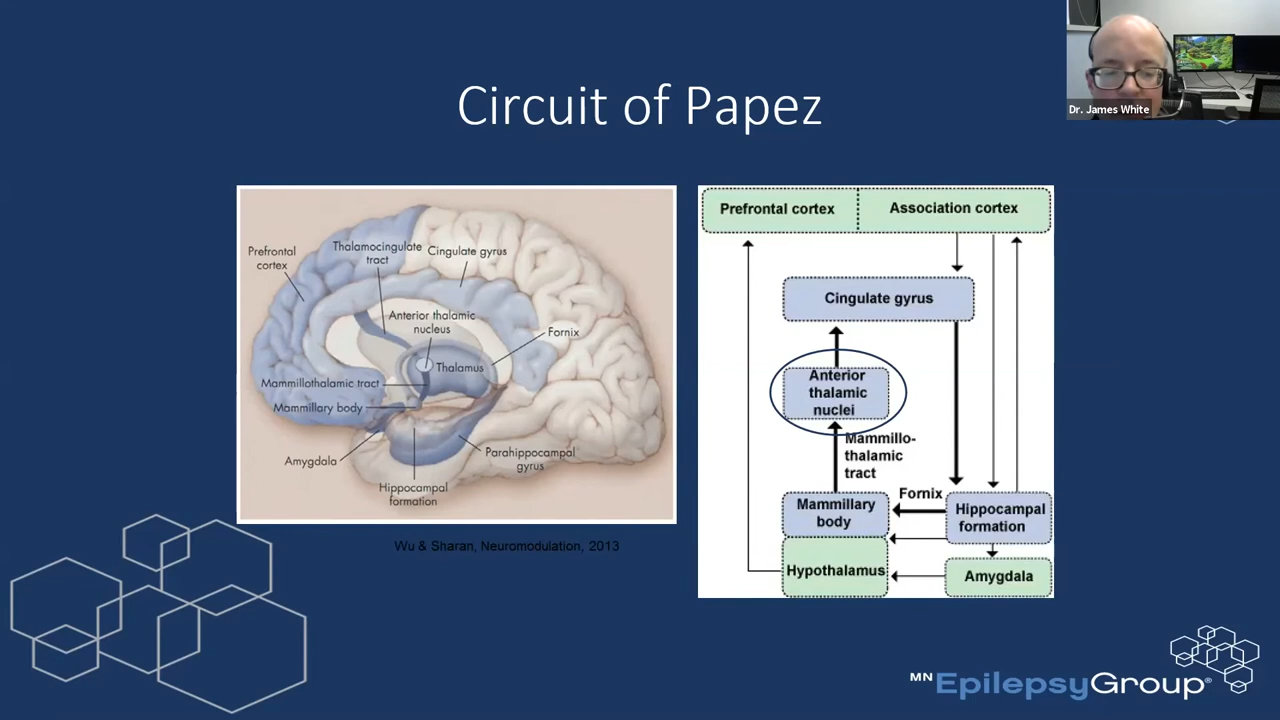 Dr. James White
Circuit of Papez
Prefrontal
cortex
Thalamocingulate
tract
Cingulate gyrus
Anterior thalamic
nucleus
Fornix
Thalamus
Mammillothalamic tract
Mammillary body
Amygdala
Parahippocampal
gyrus
Hippocampal
formation
Wu & Sharan, Neuromodulation, 2013
Prefrontal cortex
Association cortex
Cingulate gyrus
Anterior
thalamic
nuclei
Mammillo-
thalamic
tract
Mammillary
body
Fornix
Hippocampal
formation
Hypothalamus
Amygdala
MN EpilepsyGroup®